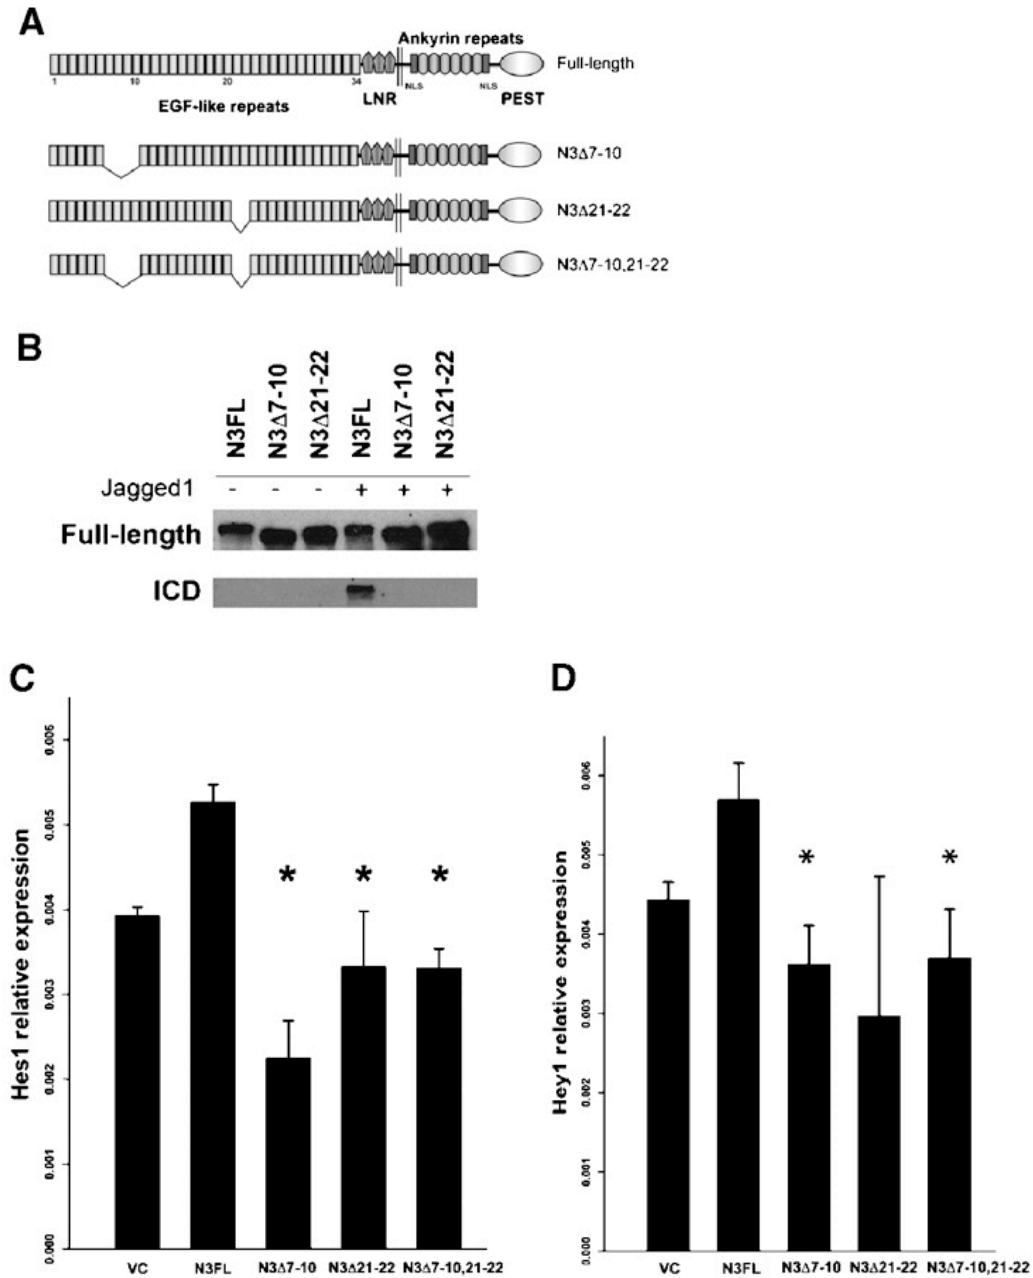 A
Ankyrin repeats
Full-length
1 10 20 34
NLS NLS
EGF-like repeats
LNR
PEST
N3Δ7-10
N3Δ21-22
N3Δ7-10,21-22
B
N3FL
N3Δ7-10
N3Δ21-22
N3FL
N3Δ7-10
N3Δ21-22
Jagged1 - - - + + +
Full-length
ICD
C
Hes1 relative expression
0.006
0.005
0.004
0.003
0.002
0.001
0.000
* * *
VC N3FL N3Δ7-10 N3Δ21-22 N3Δ7-10,21-22
D
Hey1 relative expression
0.006
0.005
0.004
0.003
0.002
0.001
0.000
* *
VC N3FL N3Δ7-10 N3Δ21-22 N3Δ7-10,21-22